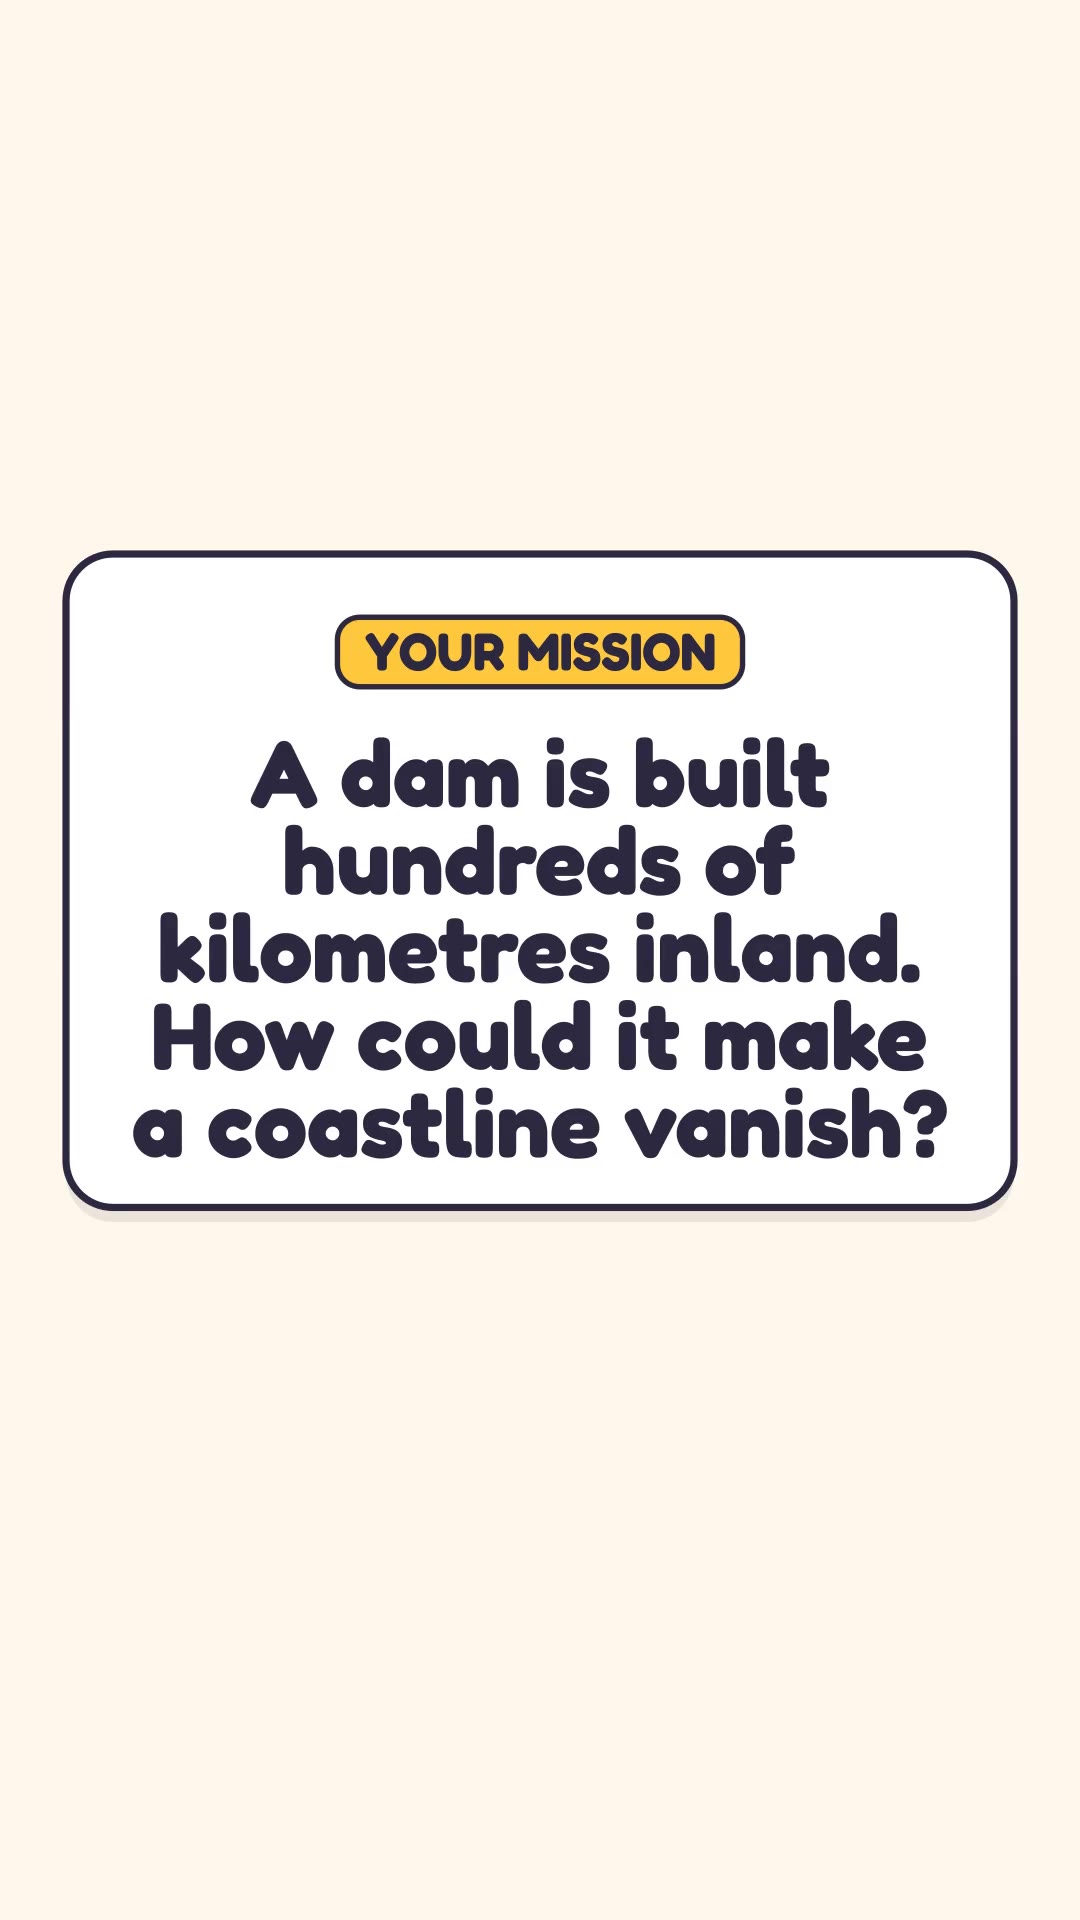 YOUR MISSION
A dam is built
hundreds of
kilometres inland.
How could it make
a coastline vanish?